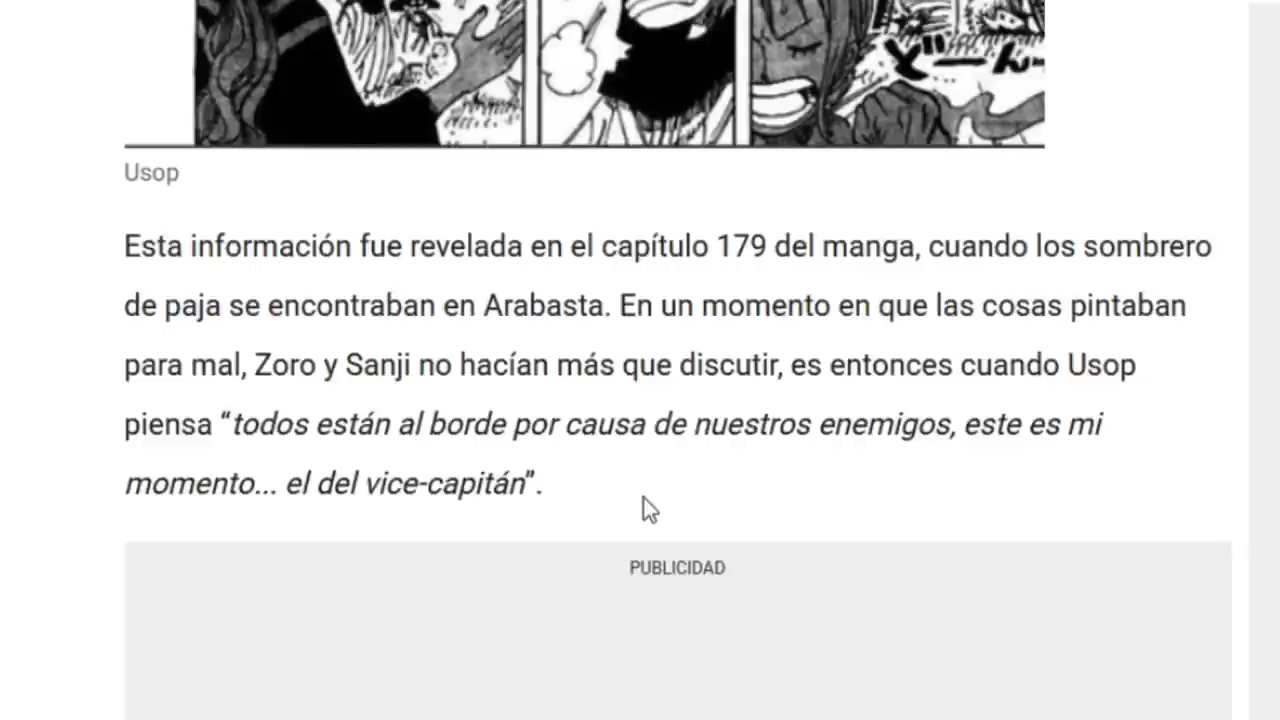 どーん
Usop
Esta información fue revelada en el capítulo 179 del manga, cuando los sombrero
de paja se encontraban en Arabasta. En un momento en que las cosas pintaban
para mal, Zoro y Sanji no hacían más que discutir, es entonces cuando Usop
piensa “todos están al borde por causa de nuestros enemigos, este es mi
momento... el del vice-capitán”.
PUBLICIDAD